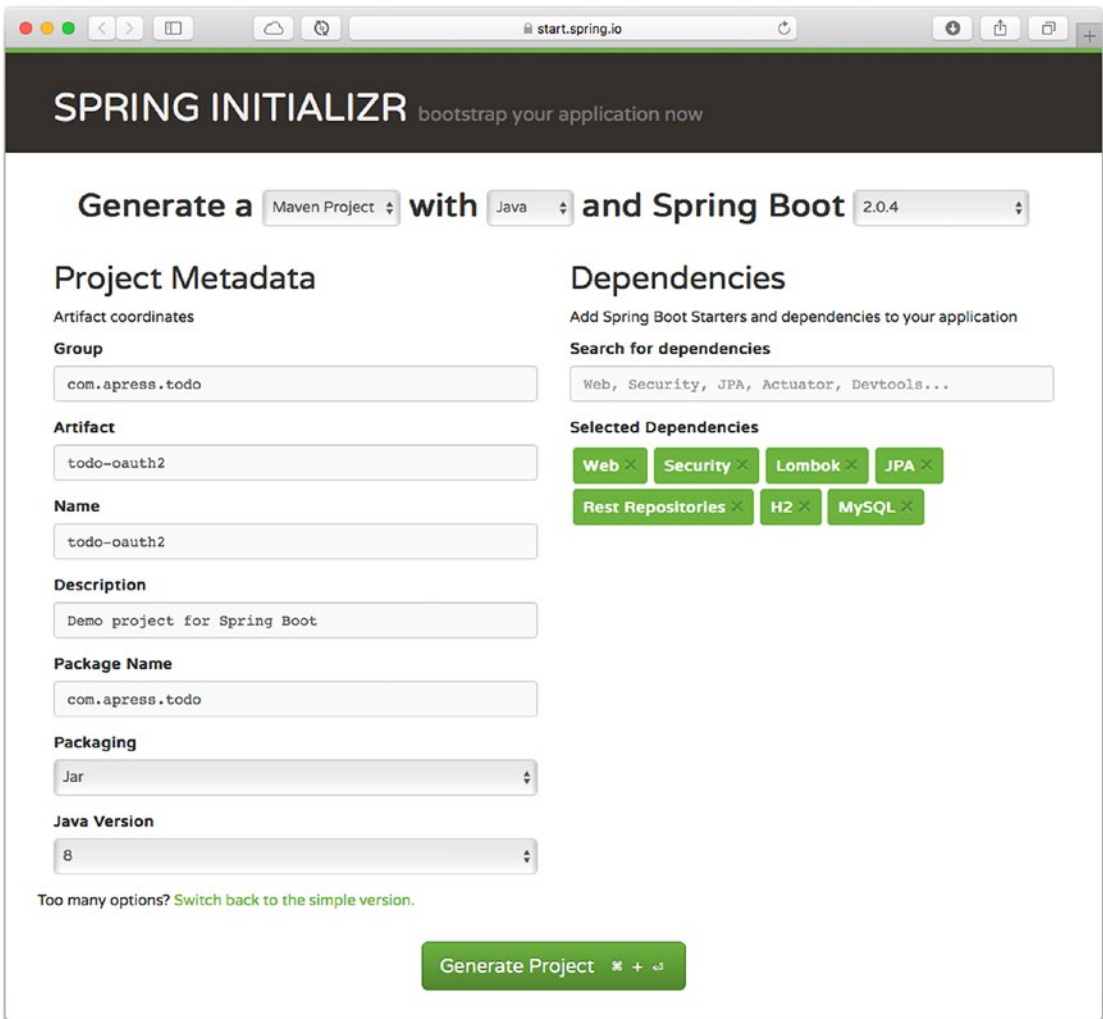 start.spring.io
SPRING INITIALIZR bootstrap your application now
Generate a Maven Project with Java and Spring Boot 2.0.4
Project Metadata
Artifact coordinates
Group
com.apress.todo
Artifact
todo-oauth2
Name
todo-oauth2
Description
Demo project for Spring Boot
Package Name
com.apress.todo
Packaging
Jar
Java Version
8
Too many options? Switch back to the simple version.
Dependencies
Add Spring Boot Starters and dependencies to your application
Search for dependencies
Web, Security, JPA, Actuator, Devtools...
Selected Dependencies
Web × Security × Lombok × JPA ×
Rest Repositories × H2 × MySQL ×
Generate Project ⌘ + ⏎